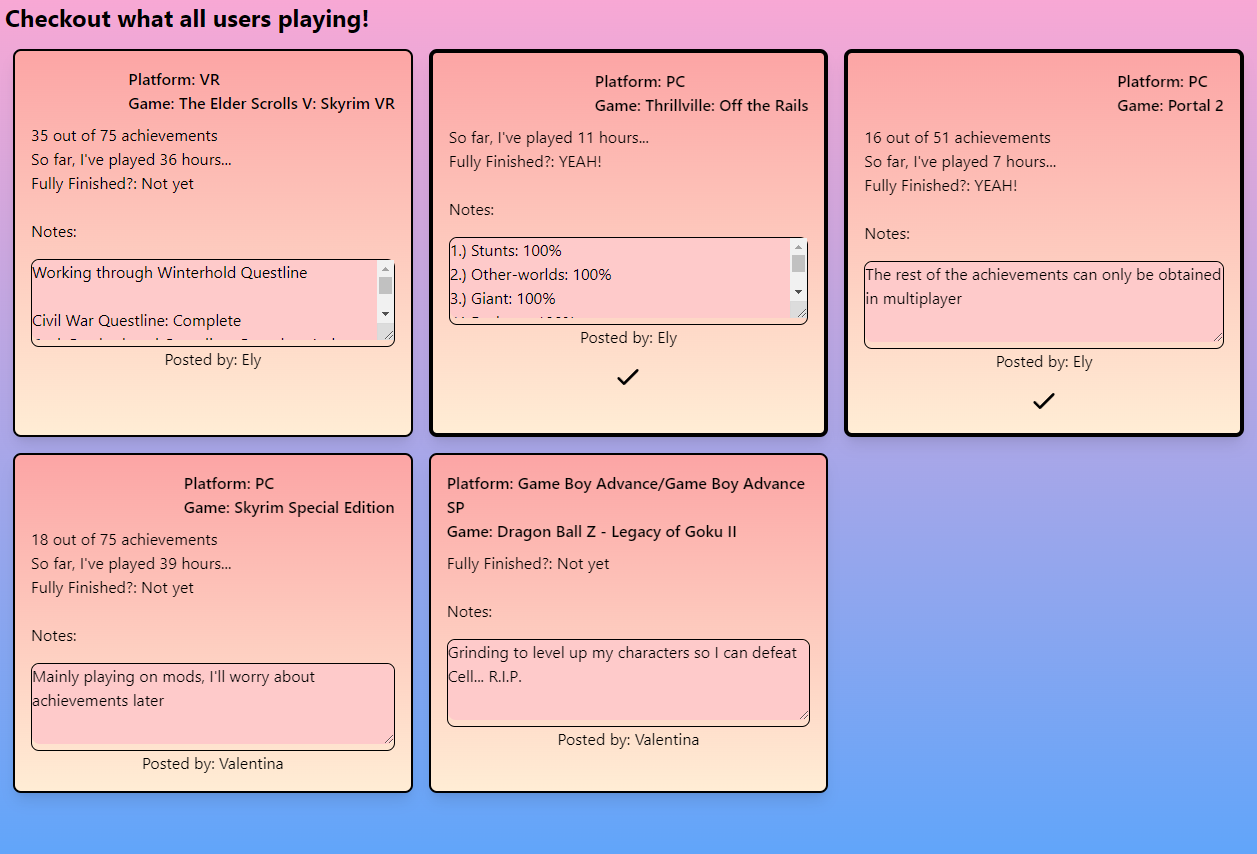 Checkout what all users playing!
Platform: VR
Game: The Elder Scrolls V: Skyrim VR
35 out of 75 achievements
So far, I've played 36 hours...
Fully Finished?: Not yet
Notes:
Working through Winterhold Questline
Civil War Questline: Complete
Posted by: Ely
Platform: PC
Game: Thrillville: Off the Rails
So far, I've played 11 hours...
Fully Finished?: YEAH!
Notes:
1.) Stunts: 100%
2.) Other-worlds: 100%
3.) Giant: 100%
Posted by: Ely
Platform: PC
Game: Portal 2
16 out of 51 achievements
So far, I've played 7 hours...
Fully Finished?: YEAH!
Notes:
The rest of the achievements can only be obtained
in multiplayer
Posted by: Ely
Platform: PC
Game: Skyrim Special Edition
18 out of 75 achievements
So far, I've played 39 hours...
Fully Finished?: Not yet
Notes:
Mainly playing on mods, I'll worry about
achievements later
Posted by: Valentina
Platform: Game Boy Advance/Game Boy Advance
SP
Game: Dragon Ball Z - Legacy of Goku II
Fully Finished?: Not yet
Notes:
Grinding to level up my characters so I can defeat
Cell... R.I.P.
Posted by: Valentina